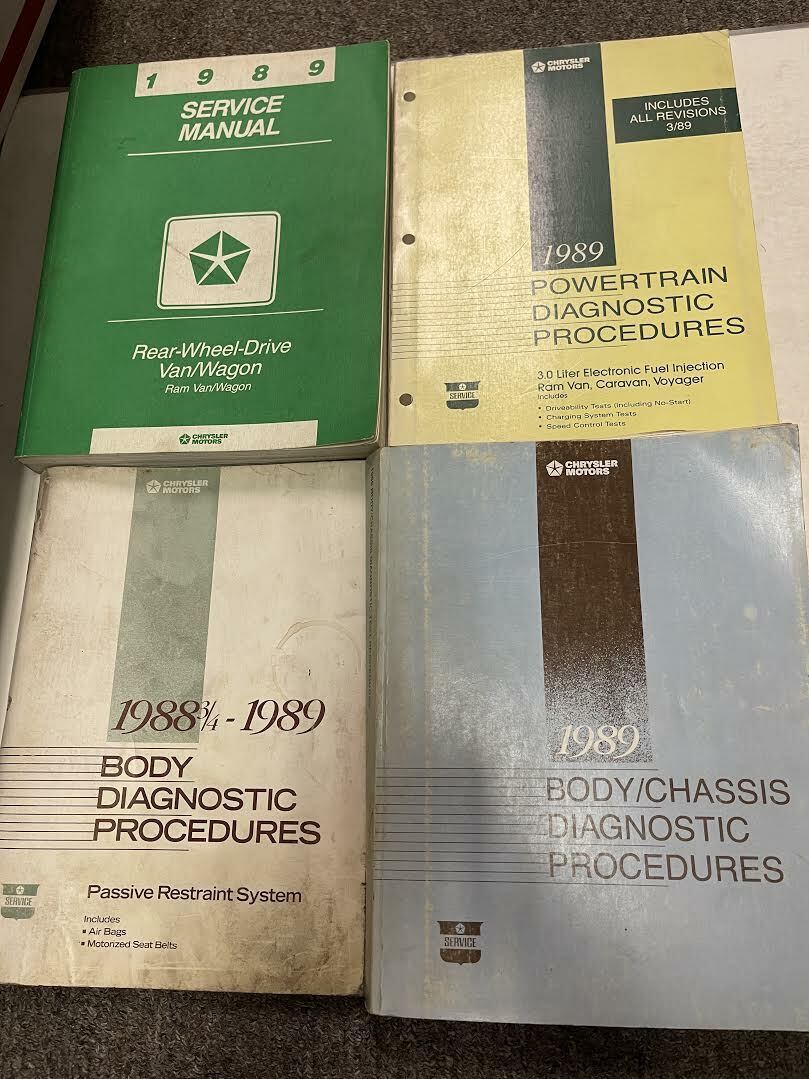 1 9 8 9
SERVICE
MANUAL
Rear-Wheel-Drive
Van/Wagon
Ram Van/Wagon
CHRYSLER
MOTORS
CHRYSLER
MOTORS
INCLUDES
ALL REVISIONS
3/89
1989
POWERTRAIN
DIAGNOSTIC
PROCEDURES
3.0 Liter Electronic Fuel Injection
Ram Van, Caravan, Voyager
Includes
• Driveability Tests (Including No-Start)
• Charging System Tests
• Speed Control Tests
SERVICE
CHRYSLER
MOTORS
1988 3/4 - 1989
BODY
DIAGNOSTIC
PROCEDURES
Passive Restraint System
Includes
▪ Air Bags
▪ Motorized Seat Belts
SERVICE
CHRYSLER
MOTORS
1989
BODY/CHASSIS
DIAGNOSTIC
PROCEDURES
SERVICE